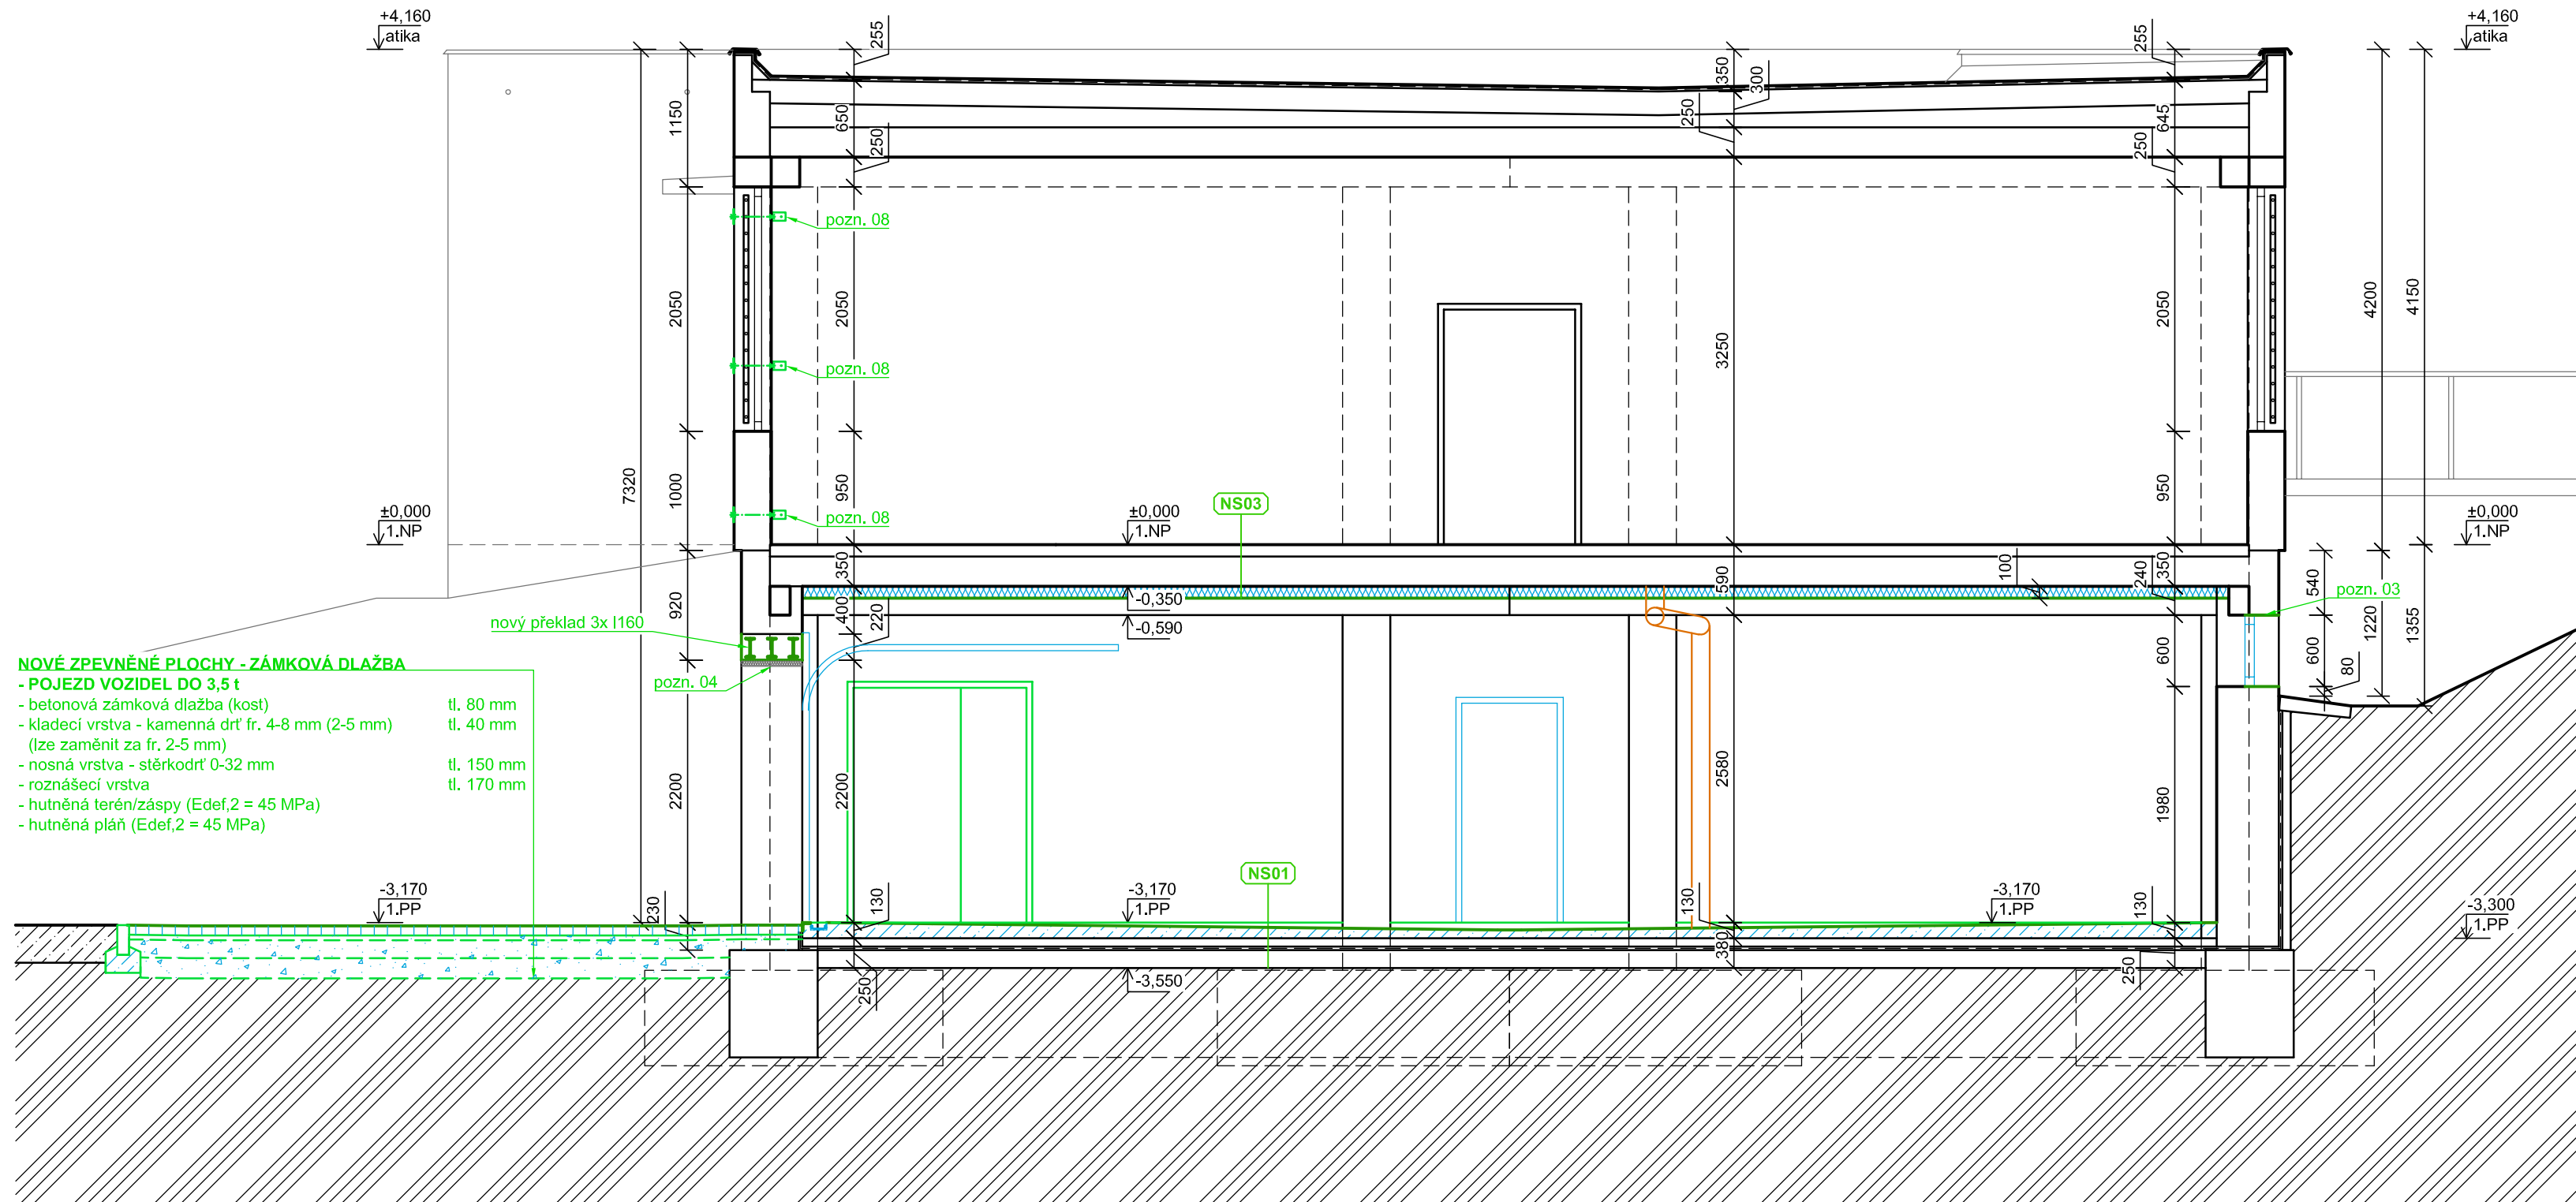 +4,160
atika
+4,160
atika
255
350
300
255
1150
650
250
250
645
250
pozn. 08
2050
2050
3250
2050
4200
4150
pozn. 08
7320
1000
950
950
NS03
pozn. 08
±0,000
1.NP
±0,000
1.NP
±0,000
1.NP
350
590
100
240
350
540
920
400
220
-0,350
-0,590
pozn. 03
nový překlad 3x I160
600
600
80
1220
1355
pozn. 04
NOVÉ ZPEVNĚNÉ PLOCHY - ZÁMKOVÁ DLAŽBA
- POJEZD VOZIDEL DO 3,5 t
- betonová zámková dlažba (kost) tl. 80 mm
- kladecí vrstva - kamenná drť fr. 4-8 mm (2-5 mm) tl. 40 mm
(lze zaměnit za fr. 2-5 mm)
- nosná vrstva - stěrkodrť 0-32 mm tl. 150 mm
- roznášecí vrstva tl. 170 mm
- hutněná terén/záspy (Edef,2 = 45 MPa)
- hutněná pláň (Edef,2 = 45 MPa)
2200
2200
2580
1980
NS01
-3,170
1.PP
230
130
-3,170
1.PP
130
-3,170
1.PP
130
-3,300
1.PP
380
250
-3,550
250